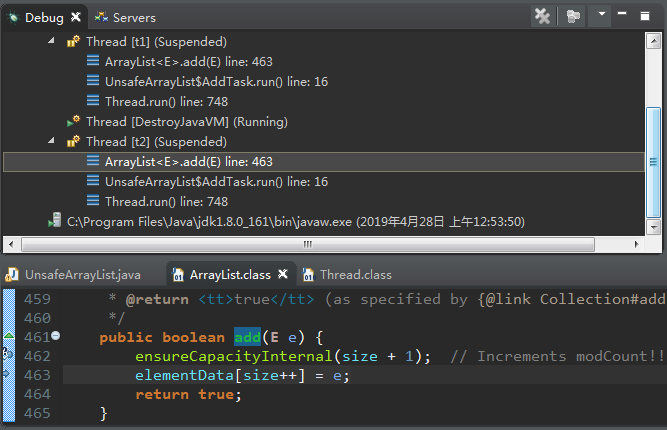 Debug Servers
Thread [t1] (Suspended)
ArrayList<E>.add(E) line: 463
UnsafeArrayList$AddTask.run() line: 16
Thread.run() line: 748
Thread [DestroyJavaVM] (Running)
Thread [t2] (Suspended)
ArrayList<E>.add(E) line: 463
UnsafeArrayList$AddTask.run() line: 16
Thread.run() line: 748
C:\Program Files\Java\jdk1.8.0_161\bin\javaw.exe (2019年4月28日 上午12:53:50)
UnsafeArrayList.java ArrayList.class Thread.class
459 * @return <tt>true</tt> (as specified by {@link Collection#add
460 */
461 public boolean add(E e) {
462 ensureCapacityInternal(size + 1); // Increments modCount!!
463 elementData[size++] = e;
464 return true;
465 }